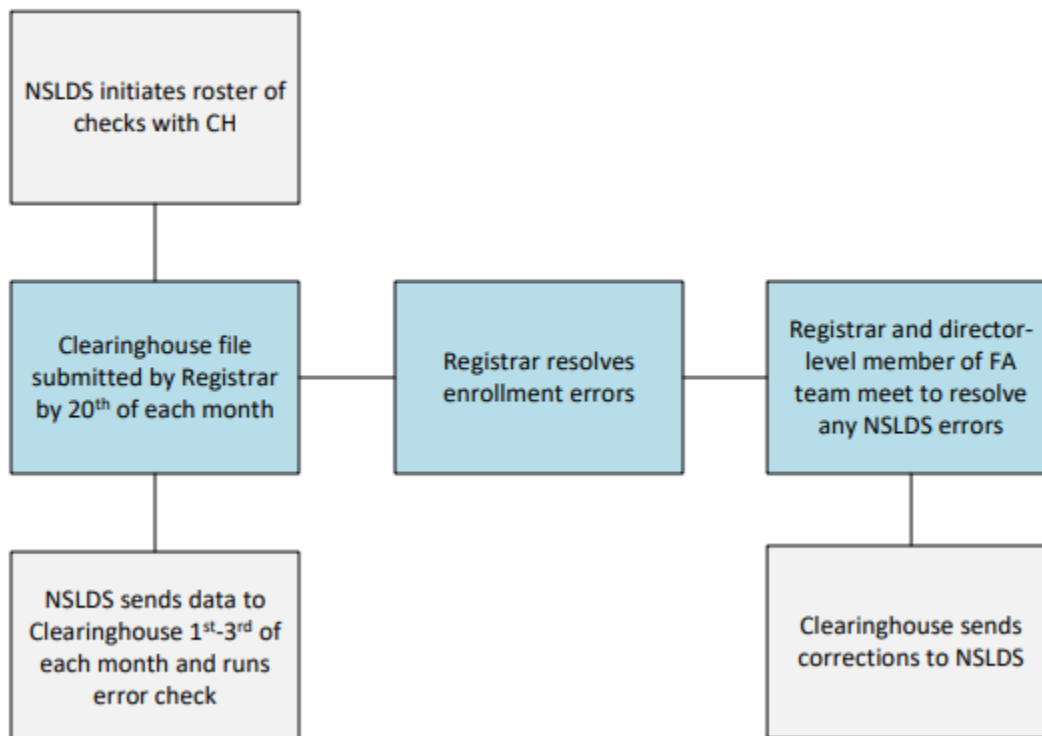 NSLDS initiates roster of
checks with CH
Clearinghouse file
submitted by Registrar
by 20th of each month
Registrar resolves
enrollment errors
Registrar and director-
level member of FA
team meet to resolve
any NSLDS errors
NSLDS sends data to
Clearinghouse 1st-3rd of
each month and runs
error check
Clearinghouse sends
corrections to NSLDS